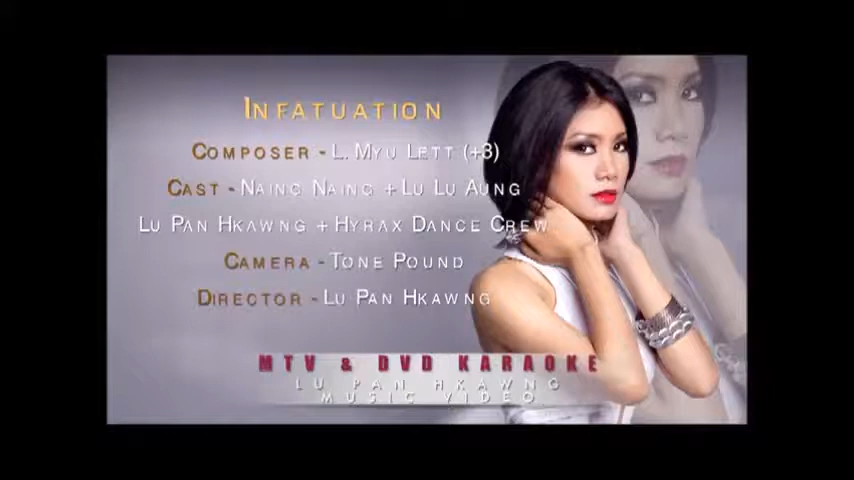 INFATUATION
COMPOSER - L. MYU LETT (+3)
CAST - NAING NAING + LU LU AUNG
LU PAN HKAWNG + HYRAX DANCE CREW
CAMERA - TONE POUND
DIRECTOR - LU PAN HKAWNG
MTV & DVD KARAOKE
LU PAN HKAWNG
MUSIC VIDEO